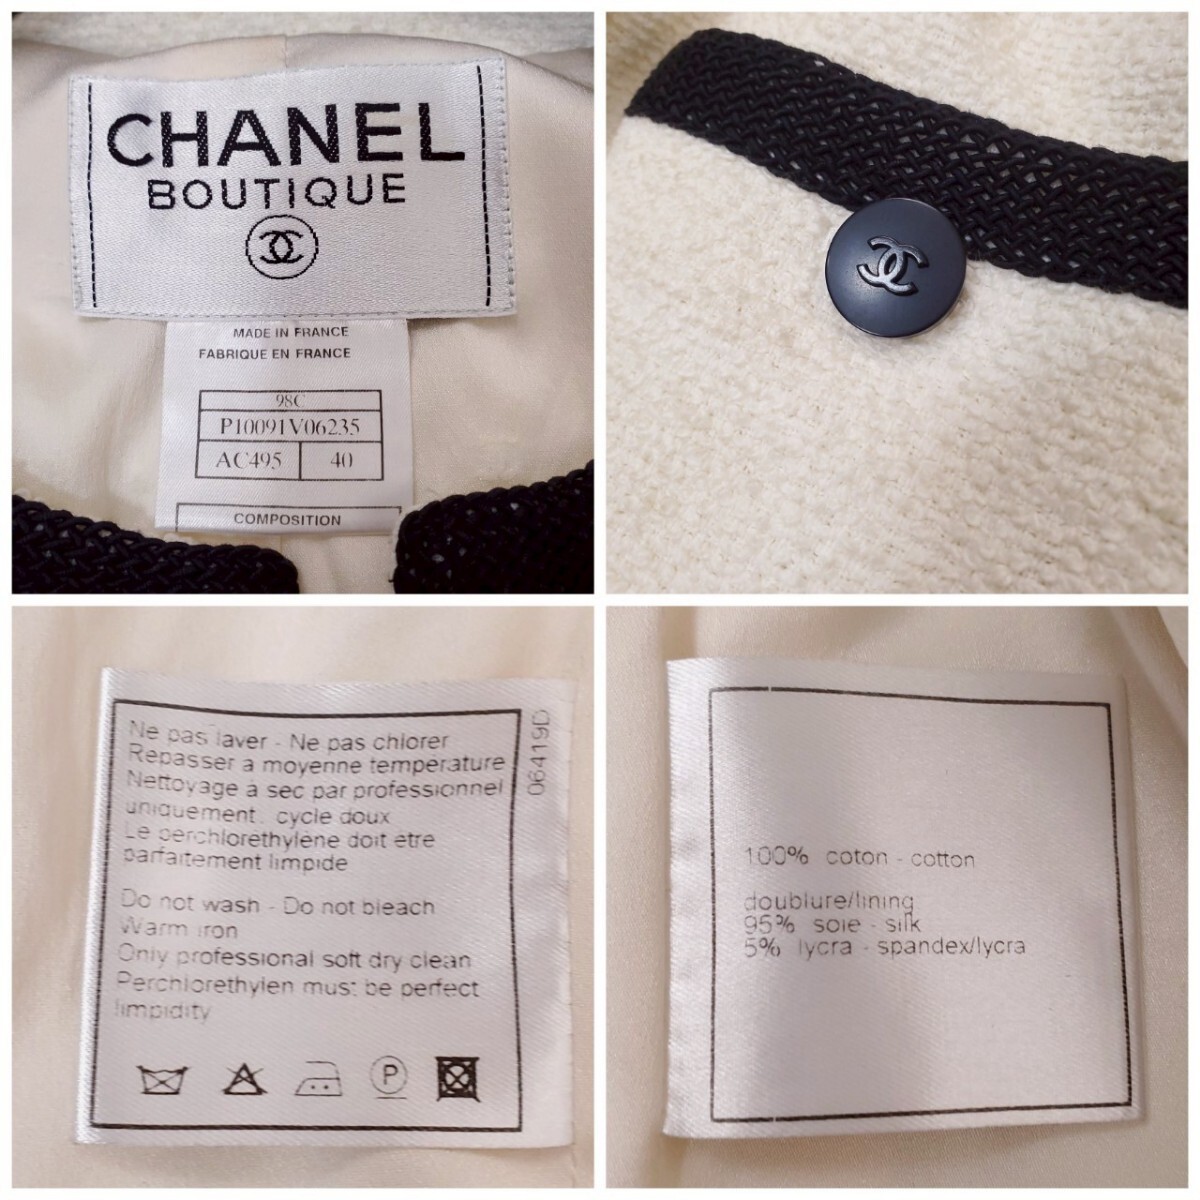 CHANEL
BOUTIQUE
MADE IN FRANCE
FABRIQUE EN FRANCE
98C
P10091V06235
AC495 40
COMPOSITION
Ne pas laver - Ne pas chlorer
Repasser à moyenne température
Nettoyage à sec par professionnel
uniquement. cycle doux
Le perchlorethylène doit être
parfaitement limpide
Do not wash - Do not bleach
Warm iron
Only professional soft dry clean
Perchlorethylen must be perfect
limpidity
P
06419D
100% coton - cotton
doublure/lining
95% soie - silk
5% lycra - spandex/lycra